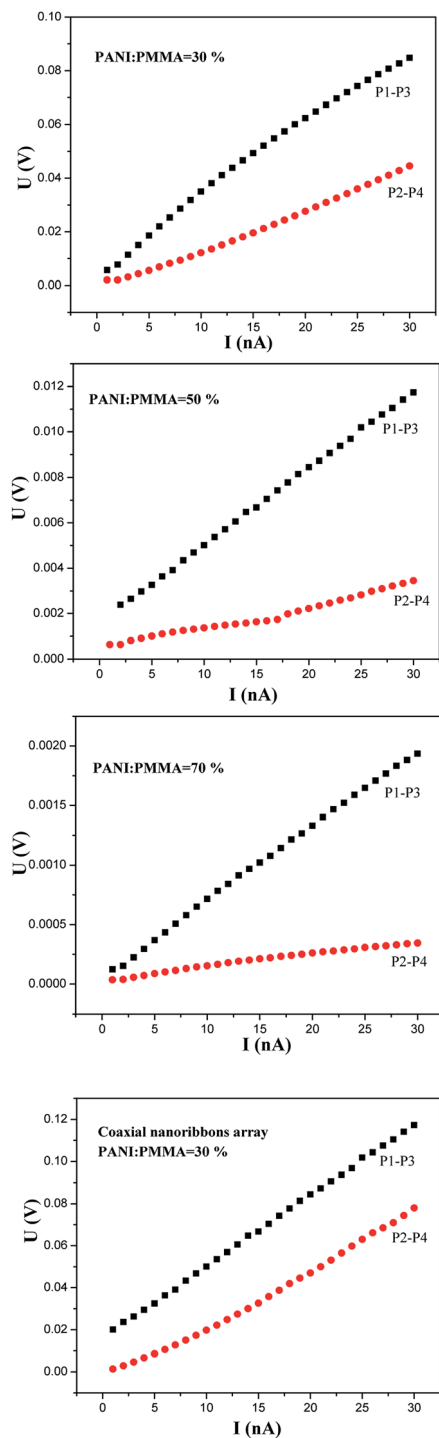 0.10
PANI:PMMA=30 %
0.08
P1-P3
0.06
U (V)
0.04
P2-P4
0.02
0.00
0 5 10 15 20 25 30
I (nA)
0.012
PANI:PMMA=50 %
0.010
P1-P3
0.008
U (V)
0.006
0.004
P2-P4
0.002
0.000
0 5 10 15 20 25 30
I (nA)
0.0020
PANI:PMMA=70 %
P1-P3
0.0015
U (V)
0.0010
0.0005
P2-P4
0.0000
0 5 10 15 20 25 30
I (nA)
0.12
Coaxial nanoribbons array
PANI:PMMA=30 %
P1-P3
0.10
0.08
U (V)
P2-P4
0.06
0.04
0.02
0.00
0 5 10 15 20 25 30
I (nA)